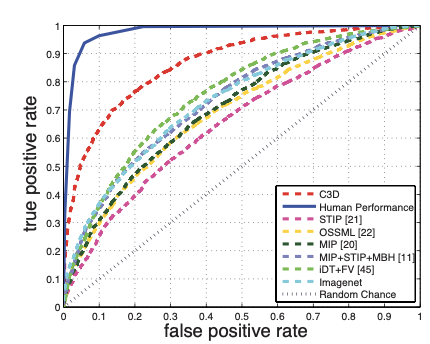 true positive rate
1
0.9
0.8
0.7
0.6
0.5
0.4
0.3
0.2
0.1
0
C3D
Human Performance
STIP [21]
OSSML [22]
MIP [20]
MIP+STIP+MBH [11]
iDT+FV [45]
Imagenet
Random Chance
0 0.1 0.2 0.3 0.4 0.5 0.6 0.7 0.8 0.9 1
false positive rate